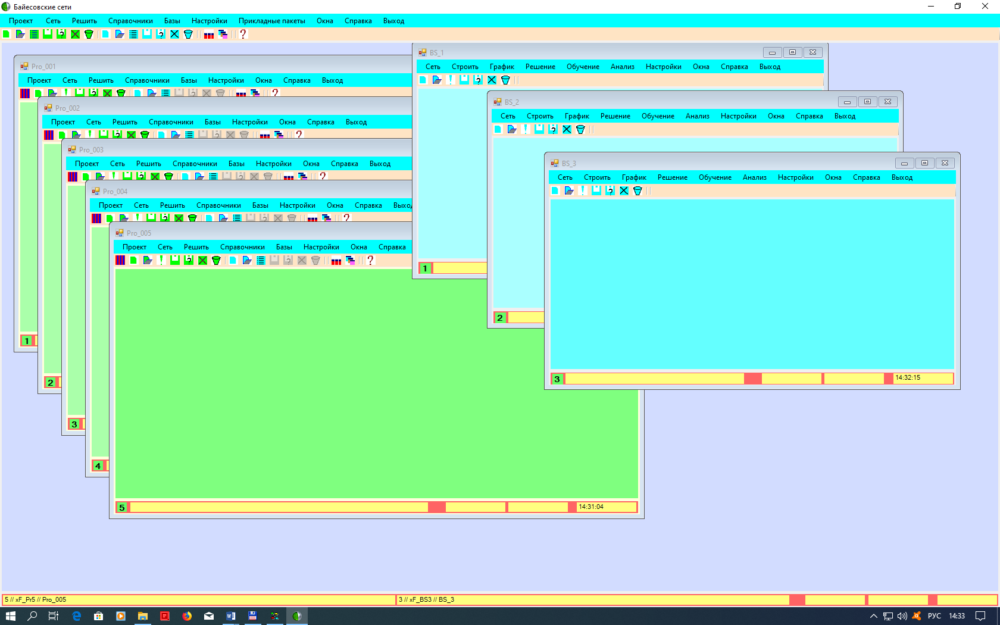 Байесовские сети
Проект Сеть Решить Справочники Базы Настройки Прикладные пакеты Окна Справка Выход
Pro_001
Проект Сеть Решить Справочники Базы Настройки Окна Справка Выход
1
Pro_002
Проект Сеть Решить Справочники Базы Настройки Окна Справка Выход
2
Pro_003
Проект Сеть Решить Справочники Базы Настройки Окна Справка Выход
3
Pro_004
Проект Сеть Решить Справочники Базы Настройки Окна Справка Выход
4
Pro_005
Проект Сеть Решить Справочники Базы Настройки Окна Справка
5 14:31:04
BS_1
Сеть Строить График Решение Обучение Анализ Настройки Окна Справка Выход
1
BS_2
Сеть Строить График Решение Обучение Анализ Настройки Окна Справка Выход
2
BS_3
Сеть Строить График Решение Обучение Анализ Настройки Окна Справка Выход
3 14:32:15
5 // xF_Pr5 // Pro_005 3 // xF_BS3 // BS_3
РУС 14:33